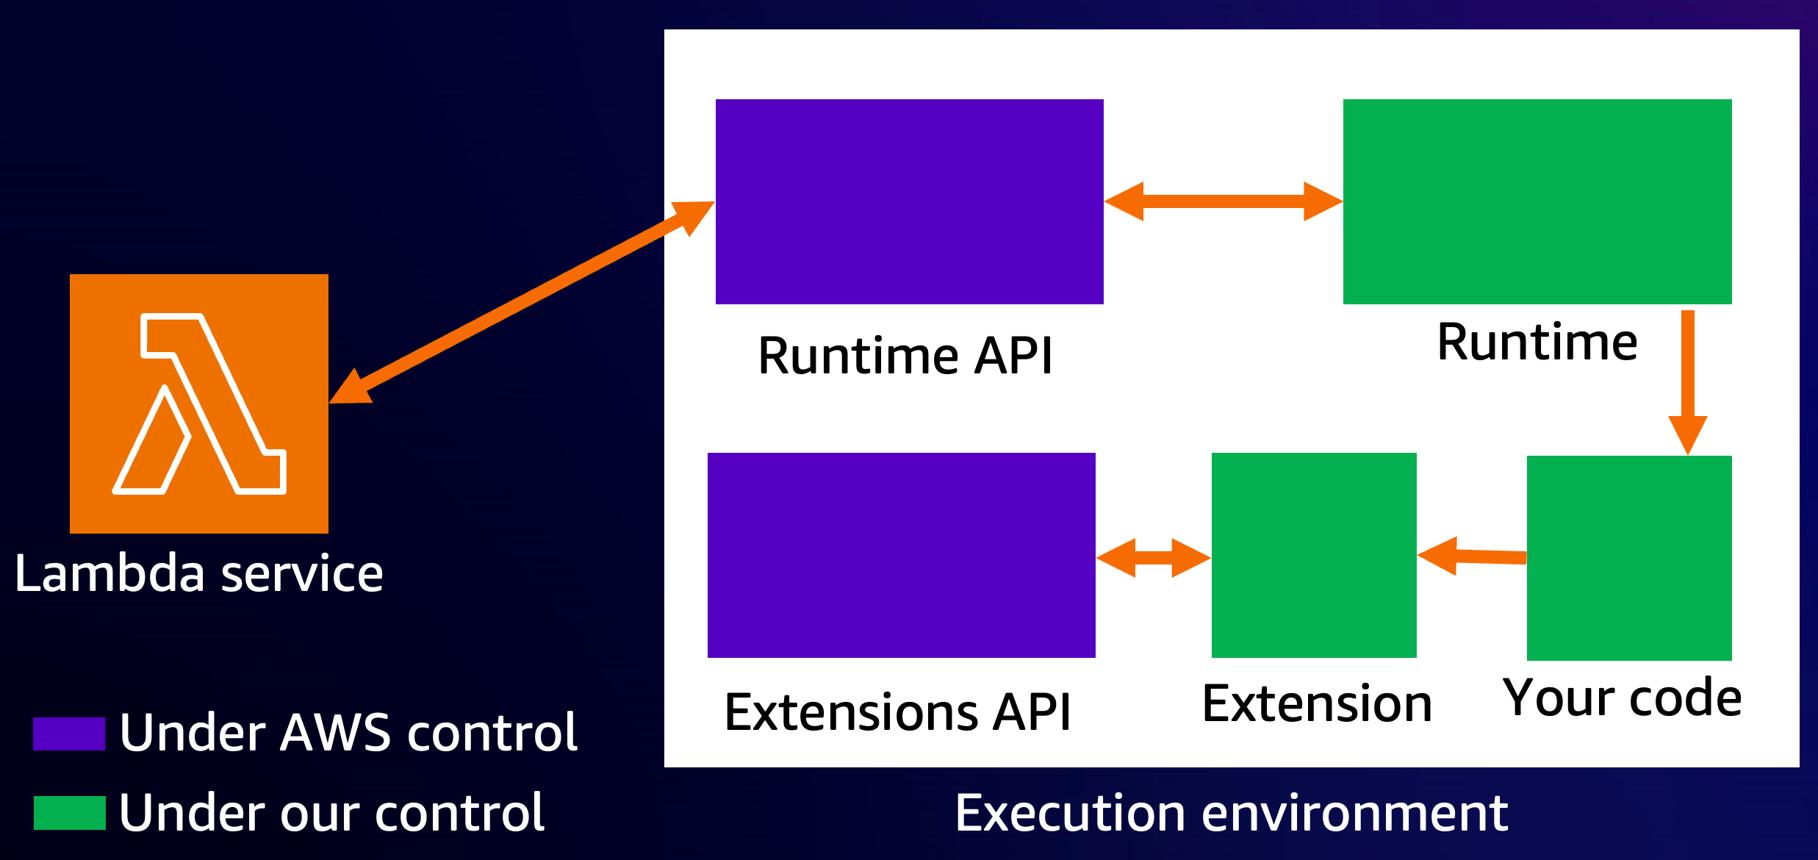 Runtime API
Runtime
Lambda service
Extensions API
Extension
Your code
Under AWS control
Under our control
Execution environment